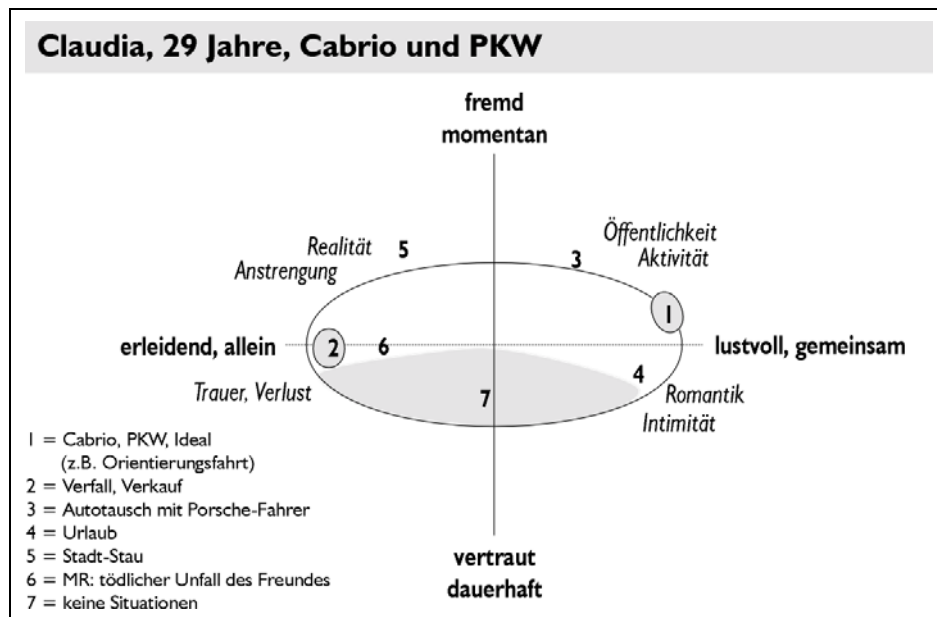 Claudia, 29 Jahre, Cabrio und PKW
fremd
momentan
Realität
Anstrengung
5
3
Öffentlichkeit
Aktivität
1
erleidend, allein
2
6
lustvoll, gemeinsam
4
Trauer, Verlust
7
Romantik
Intimität
1 = Cabrio, PKW, Ideal
(z.B. Orientierungsfahrt)
2 = Verfall, Verkauf
3 = Autotausch mit Porsche-Fahrer
4 = Urlaub
5 = Stadt-Stau
6 = MR: tödlicher Unfall des Freundes
7 = keine Situationen
vertraut
dauerhaft